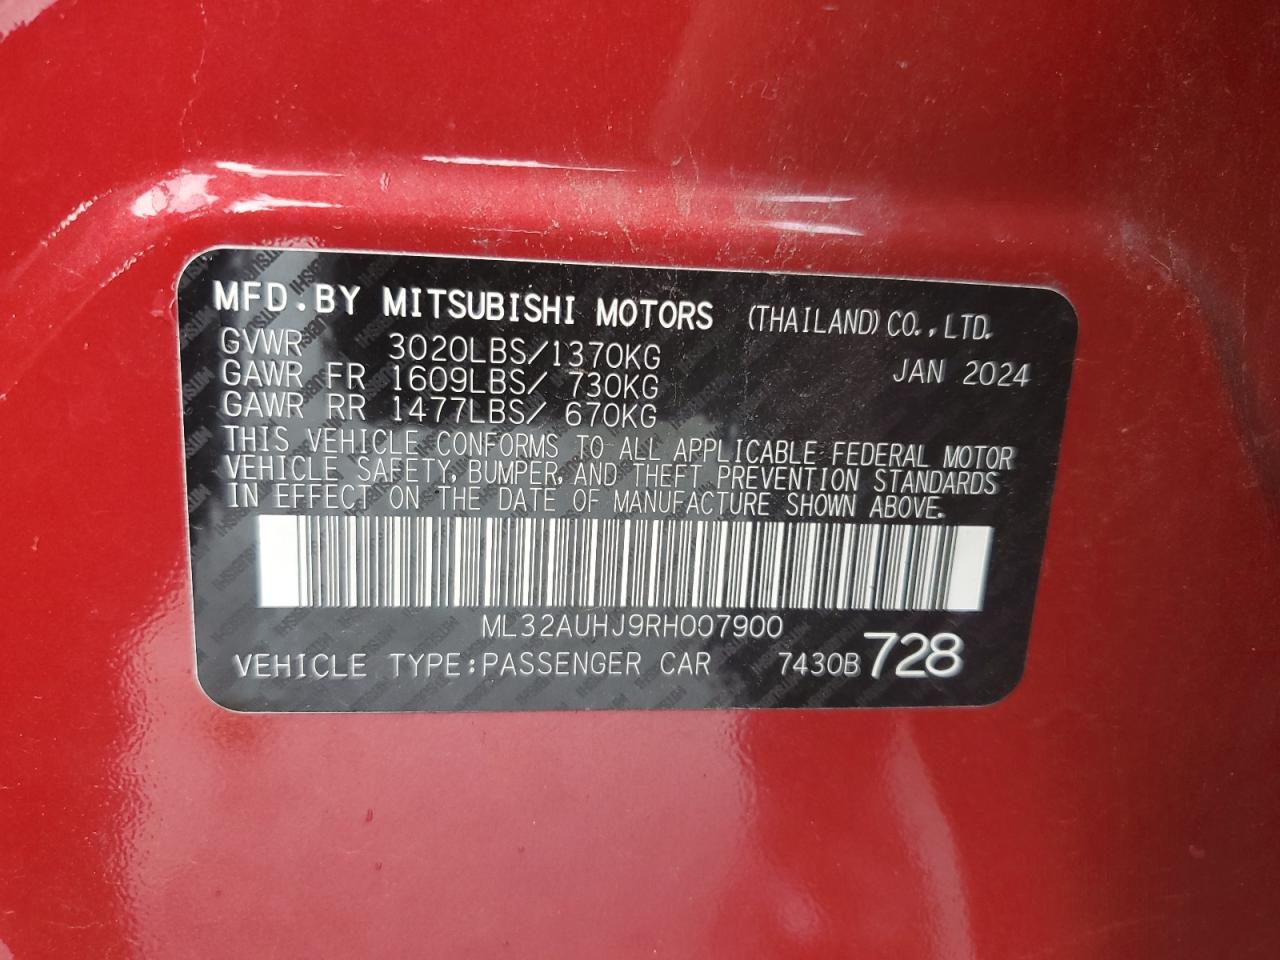 MFD.BY MITSUBISHI MOTORS (THAILAND) CO., LTD.
GVWR 3020LBS/1370KG JAN 2024
GAWR FR 1609LBS/ 730KG
GAWR RR 1477LBS/ 670KG
THIS VEHICLE CONFORMS TO ALL APPLICABLE FEDERAL MOTOR
VEHICLE SAFETY, BUMPER, AND THEFT PREVENTION STANDARDS
IN EFFECT ON THE DATE OF MANUFACTURE SHOWN ABOVE.
ML32AUHJ9RH007900
VEHICLE TYPE:PASSENGER CAR 7430B 728